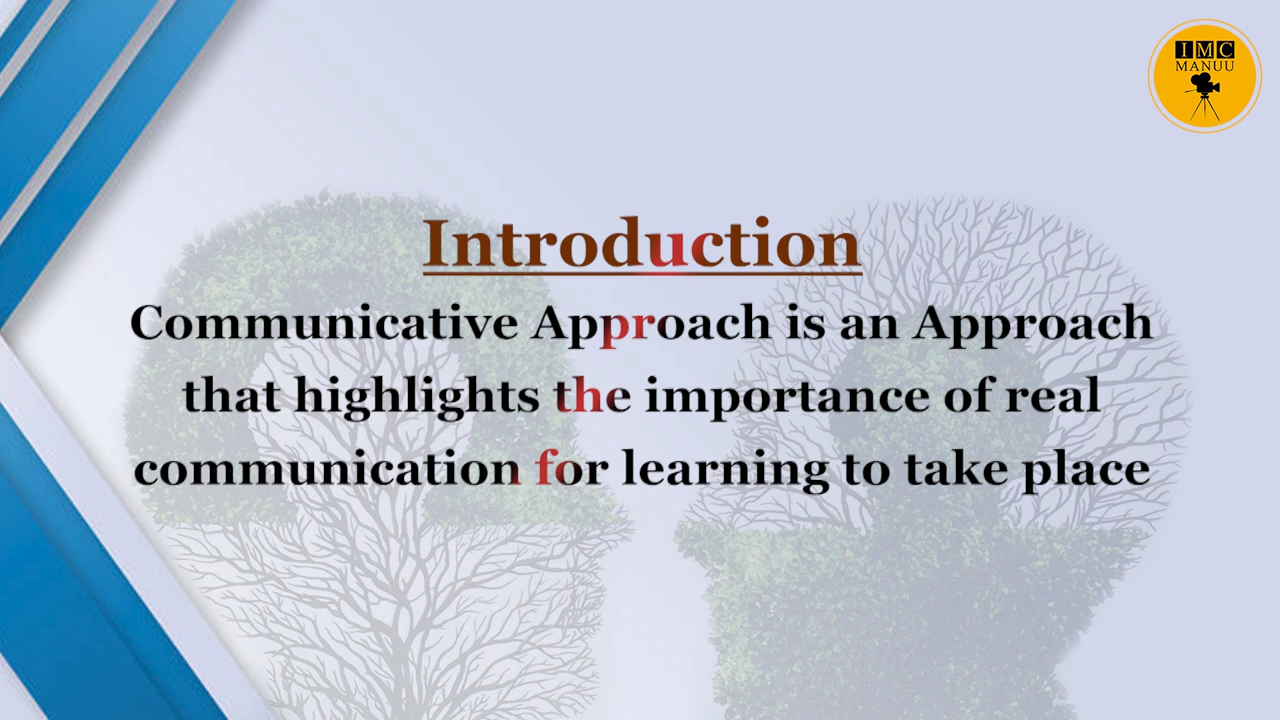 IMC
MANUU
Introduction
Communicative Approach is an Approach
that highlights the importance of real
communication for learning to take place